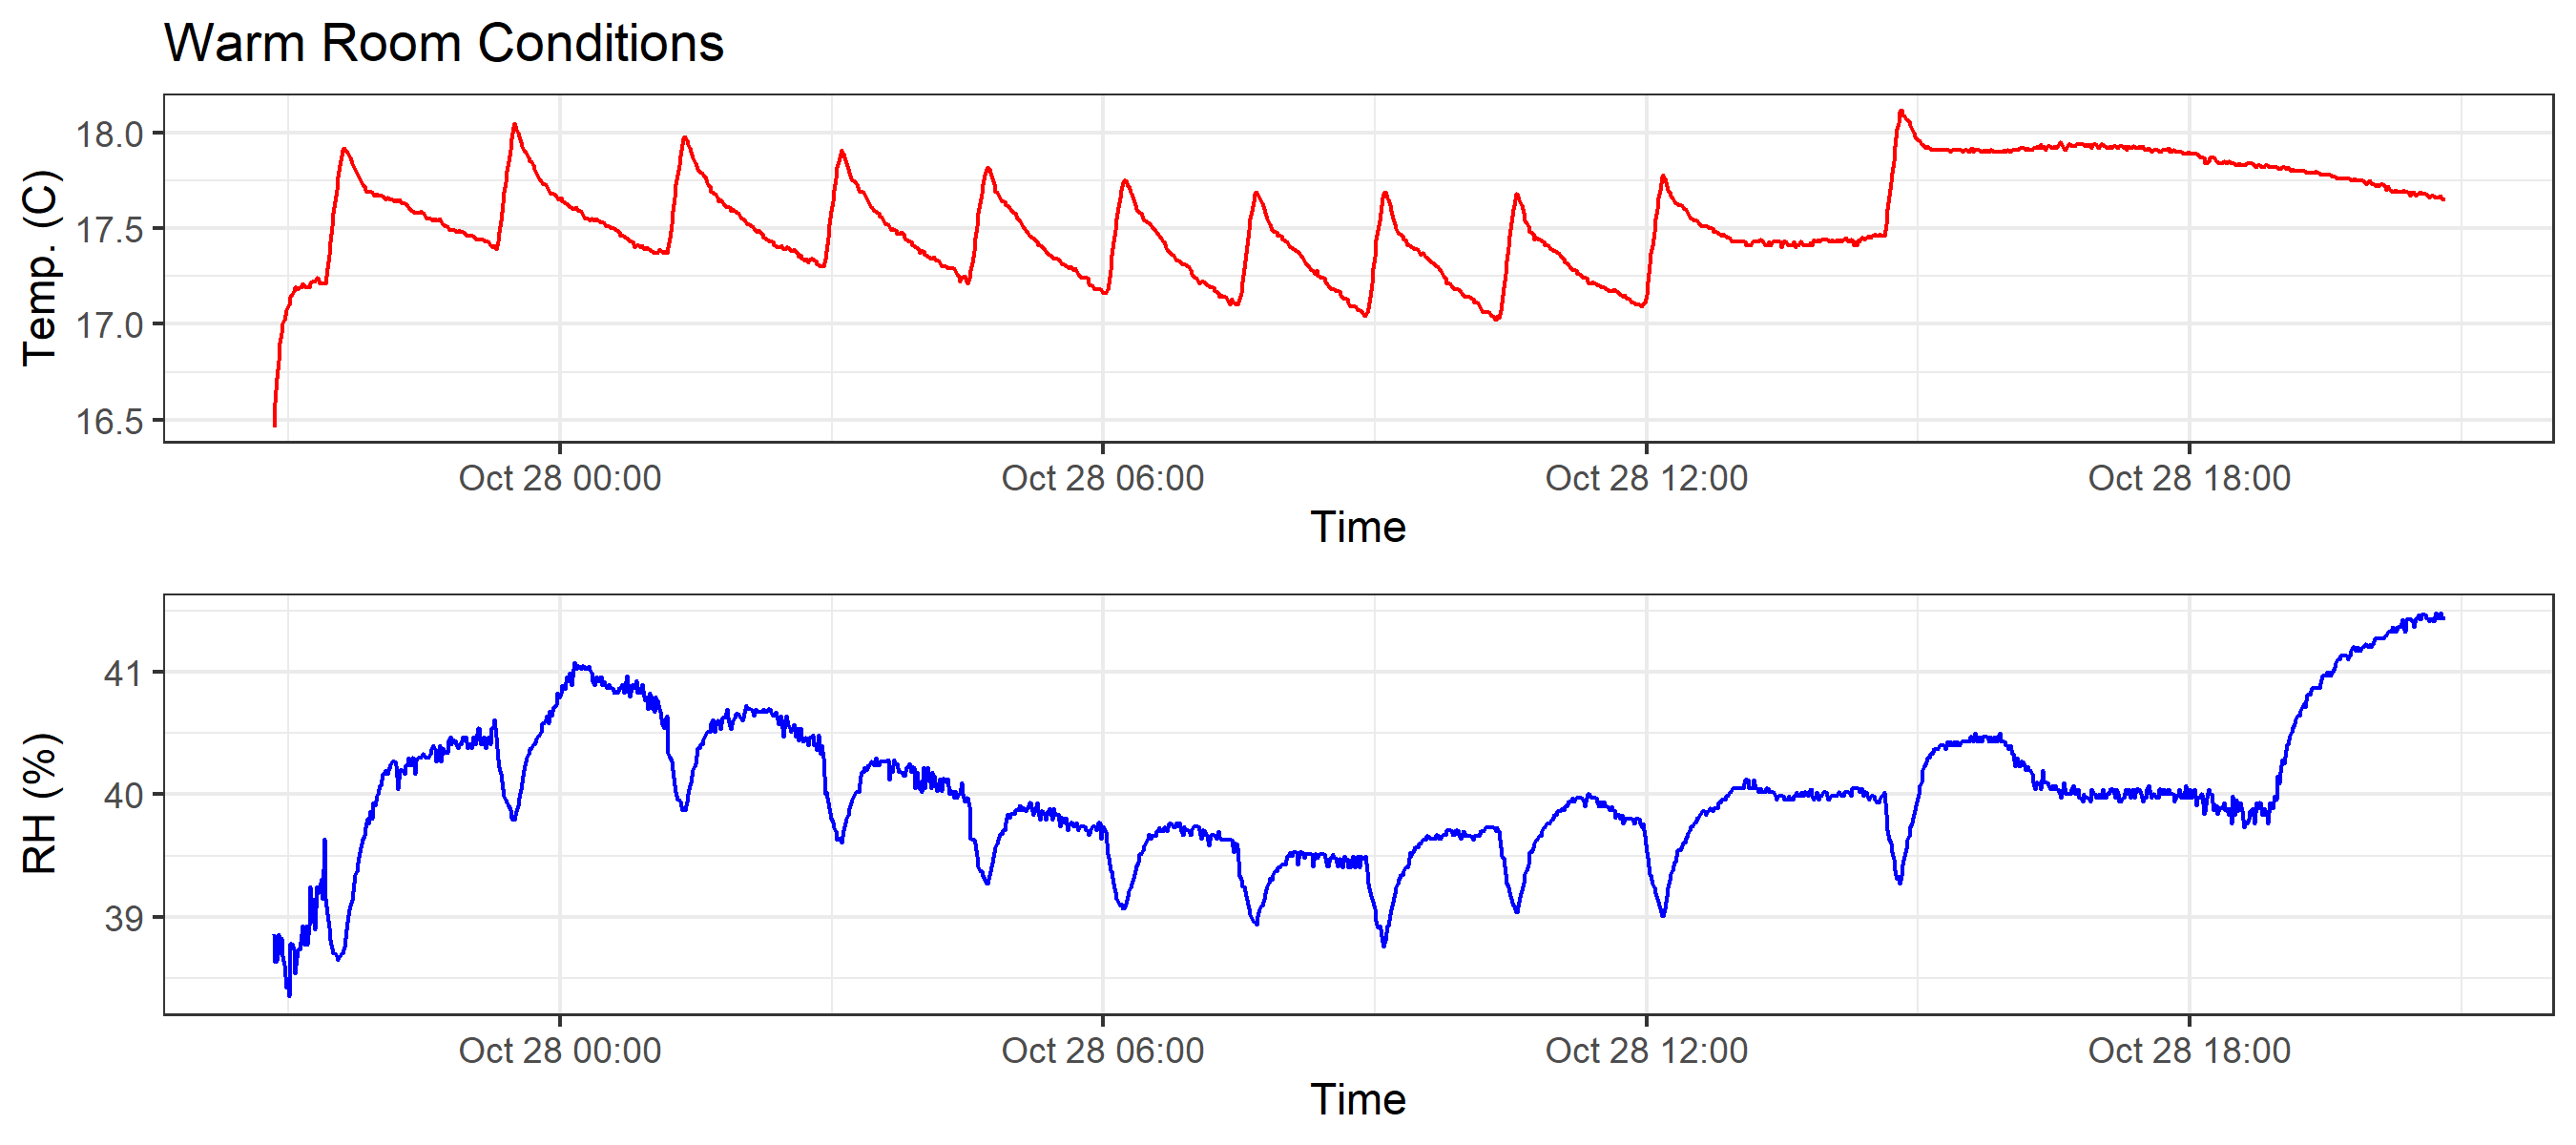 Warm Room Conditions
Temp. (C)
18.0
17.5
17.0
16.5
Oct 28 00:00 Oct 28 06:00 Oct 28 12:00 Oct 28 18:00
Time
RH (%)
41
40
39
Oct 28 00:00 Oct 28 06:00 Oct 28 12:00 Oct 28 18:00
Time